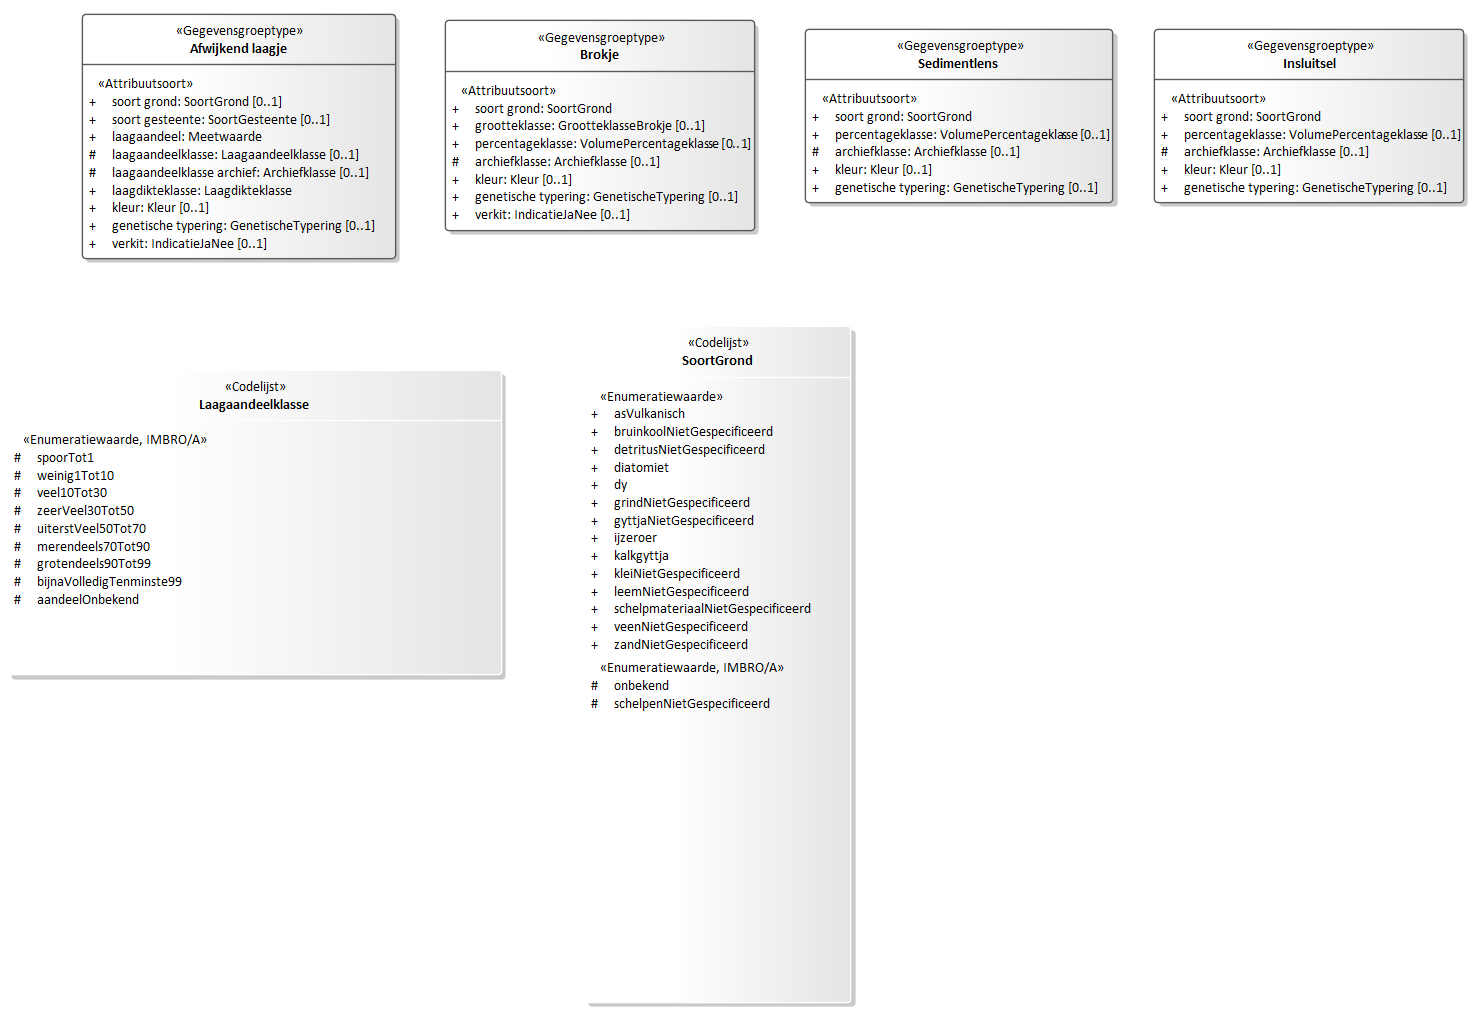 «Gegevensgroeptype»
Afwijkend laagje
«Attribuutsoort»
+ soort grond: SoortGrond [0..1]
+ soort gesteente: SoortGesteente [0..1]
+ laagaandeel: Meetwaarde
# laagaandeelklasse: Laagaandeelklasse [0..1]
# laagaandeelklasse archief: Archiefklasse [0..1]
+ laagdikteklasse: Laagdikteklasse
+ kleur: Kleur [0..1]
+ genetische typering: GenetischeTypering [0..1]
+ verkit: IndicatieJaNee [0..1]
«Gegevensgroeptype»
Brokje
«Attribuutsoort»
+ soort grond: SoortGrond
+ grootteklasse: GrootteklasseBrokje [0..1]
+ percentageklasse: VolumePercentageklasse [0..1]
# archiefklasse: Archiefklasse [0..1]
+ kleur: Kleur [0..1]
+ genetische typering: GenetischeTypering [0..1]
+ verkit: IndicatieJaNee [0..1]
«Gegevensgroeptype»
Sedimentlens
«Attribuutsoort»
+ soort grond: SoortGrond
+ percentageklasse: VolumePercentageklasse [0..1]
# archiefklasse: Archiefklasse [0..1]
+ kleur: Kleur [0..1]
+ genetische typering: GenetischeTypering [0..1]
«Gegevensgroeptype»
Insluitsel
«Attribuutsoort»
+ soort grond: SoortGrond
+ percentageklasse: VolumePercentageklasse [0..1]
# archiefklasse: Archiefklasse [0..1]
+ kleur: Kleur [0..1]
+ genetische typering: GenetischeTypering [0..1]
«Codelijst»
Laagaandeelklasse
«Enumeratiewaarde, IMBRO/A»
# spoorTot1
# weinig1Tot10
# veel10Tot30
# zeerVeel30Tot50
# uiterstVeel50Tot70
# merendeels70Tot90
# grotendeels90Tot99
# bijnaVolledigTenminste99
# aandeelOnbekend
«Codelijst»
SoortGrond
«Enumeratiewaarde»
+ asVulkanisch
+ bruinkoolNietGespecificeerd
+ detritusNietGespecificeerd
+ diatomiet
+ dy
+ grindNietGespecificeerd
+ gyttjaNietGespecificeerd
+ ijzeroer
+ kalkgyttja
+ kleiNietGespecificeerd
+ leemNietGespecificeerd
+ schelpmateriaalNietGespecificeerd
+ veenNietGespecificeerd
+ zandNietGespecificeerd
«Enumeratiewaarde, IMBRO/A»
# onbekend
# schelpenNietGespecificeerd